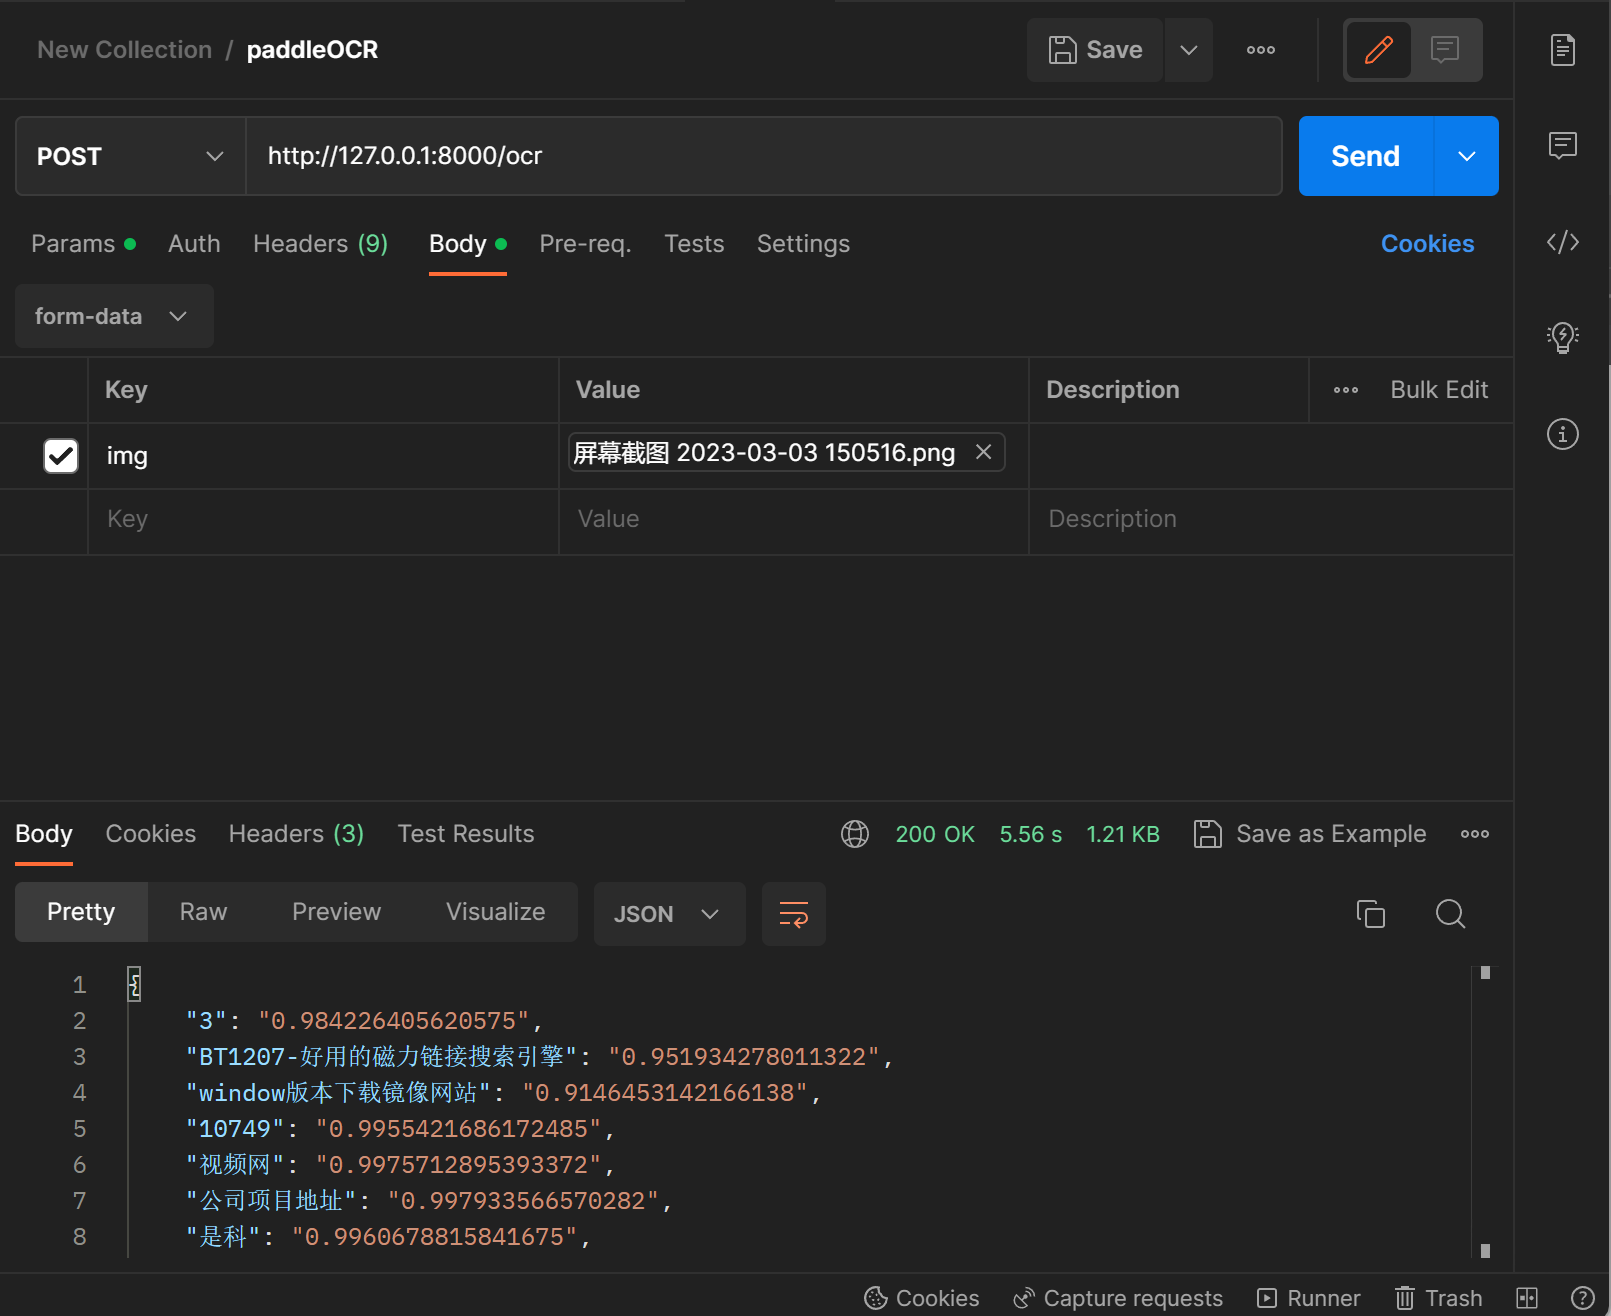 New Collection / paddleOCR
Save
POST
http://127.0.0.1:8000/ocr
Send
Params Auth Headers (9) Body Pre-req. Tests Settings Cookies
form-data
Key Value Description Bulk Edit
img 屏幕截图 2023-03-03 150516.png
Key Value Description
Body Cookies Headers (3) Test Results 200 OK 5.56 s 1.21 KB Save as Example
Pretty Raw Preview Visualize JSON
1 {
2 "3": "0.984226405620575",
3 "BT1207-好用的磁力链接搜索引擎": "0.951934278011322",
4 "window版本下载镜像网站": "0.9146453142166138",
5 "10749": "0.9955421686172485",
6 "视频网": "0.9975712895393372",
7 "公司项目地址": "0.997933566570282",
8 "是科": "0.9960678815841675",
Cookies Capture requests Runner Trash